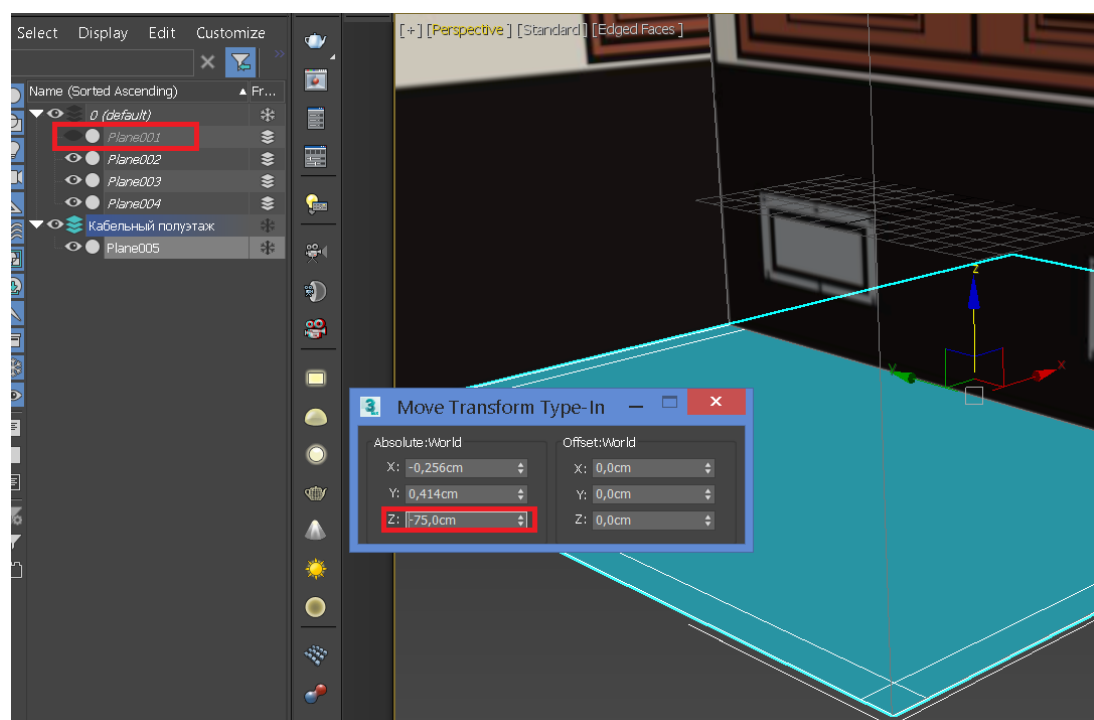 Select Display Edit Customize
[+] [Perspective] [Standard] [Edged Faces]
Name (Sorted Ascending) Fr...
0 (default)
Plane001
Plane002
Plane003
Plane004
Кабельный полуэтаж
Plane005
3 Move Transform Type-In
Absolute:World Offset:World
X: -0,256cm X: 0,0cm
Y: 0,414cm Y: 0,0cm
Z: -75,0cm Z: 0,0cm
z
Y
x